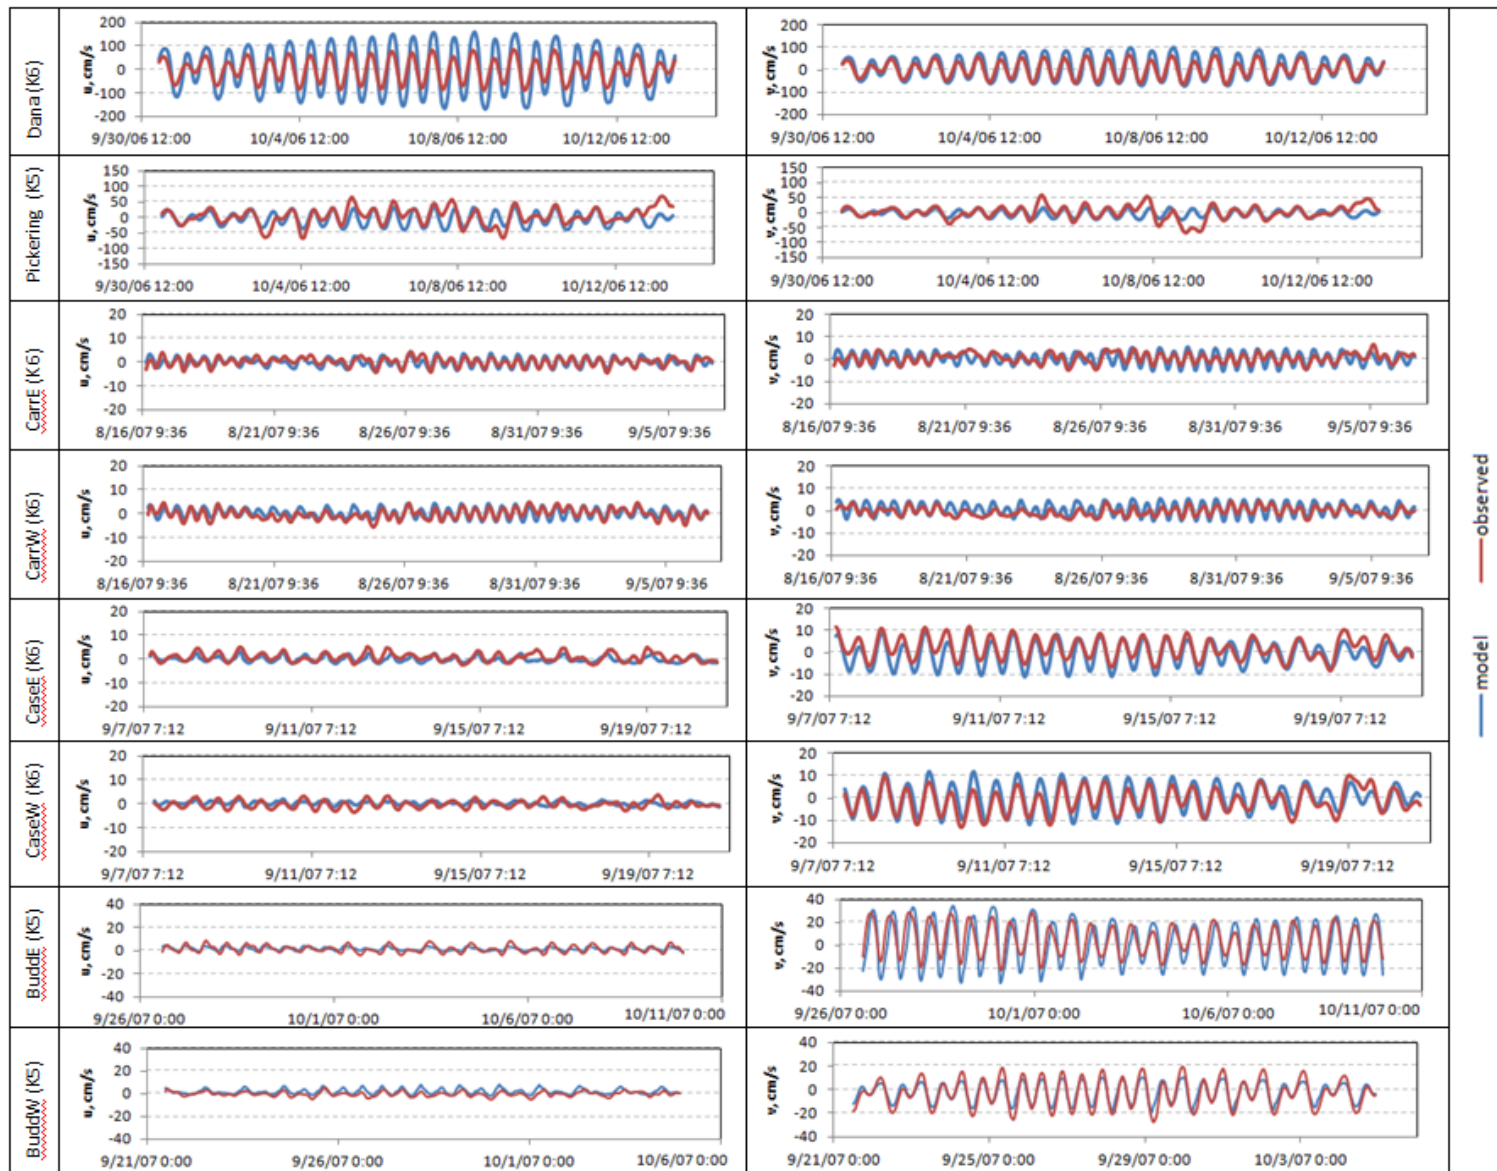 Dana (K6)
u, cm/s
200
100
0
-100
-200
9/30/06 12:00 10/4/06 12:00 10/8/06 12:00 10/12/06 12:00
v, cm/s
200
100
0
-100
-200
9/30/06 12:00 10/4/06 12:00 10/8/06 12:00 10/12/06 12:00
Pickering (K5)
u, cm/s
150
100
50
0
-50
-100
-150
9/30/06 12:00 10/4/06 12:00 10/8/06 12:00 10/12/06 12:00
v, cm/s
150
100
50
0
-50
-100
-150
9/30/06 12:00 10/4/06 12:00 10/8/06 12:00 10/12/06 12:00
CarrE (K6)
u, cm/s
20
10
0
-10
-20
8/16/07 9:36 8/21/07 9:36 8/26/07 9:36 8/31/07 9:36 9/5/07 9:36
v, cm/s
20
10
0
-10
-20
8/16/07 9:36 8/21/07 9:36 8/26/07 9:36 8/31/07 9:36 9/5/07 9:36
CarrW (K6)
u, cm/s
20
10
0
-10
-20
8/16/07 9:36 8/21/07 9:36 8/26/07 9:36 8/31/07 9:36 9/5/07 9:36
v, cm/s
20
10
0
-10
-20
8/16/07 9:36 8/21/07 9:36 8/26/07 9:36 8/31/07 9:36 9/5/07 9:36
CaseE (K6)
u, cm/s
20
10
0
-10
-20
9/7/07 7:12 9/11/07 7:12 9/15/07 7:12 9/19/07 7:12
v, cm/s
20
10
0
-10
-20
9/7/07 7:12 9/11/07 7:12 9/15/07 7:12 9/19/07 7:12
CaseW (K6)
u, cm/s
20
10
0
-10
-20
9/7/07 7:12 9/11/07 7:12 9/15/07 7:12 9/19/07 7:12
v, cm/s
20
10
0
-10
-20
9/7/07 7:12 9/11/07 7:12 9/15/07 7:12 9/19/07 7:12
BuddE (K5)
u, cm/s
40
20
0
-20
-40
9/26/07 0:00 10/1/07 0:00 10/6/07 0:00 10/11/07 0:00
v, cm/s
40
20
0
-20
-40
9/26/07 0:00 10/1/07 0:00 10/6/07 0:00 10/11/07 0:00
BuddW (K5)
u, cm/s
40
20
0
-20
-40
9/21/07 0:00 9/26/07 0:00 10/1/07 0:00 10/6/07 0:00
v, cm/s
40
20
0
-20
-40
9/21/07 0:00 9/25/07 0:00 9/29/07 0:00 10/3/07 0:00
observed
model